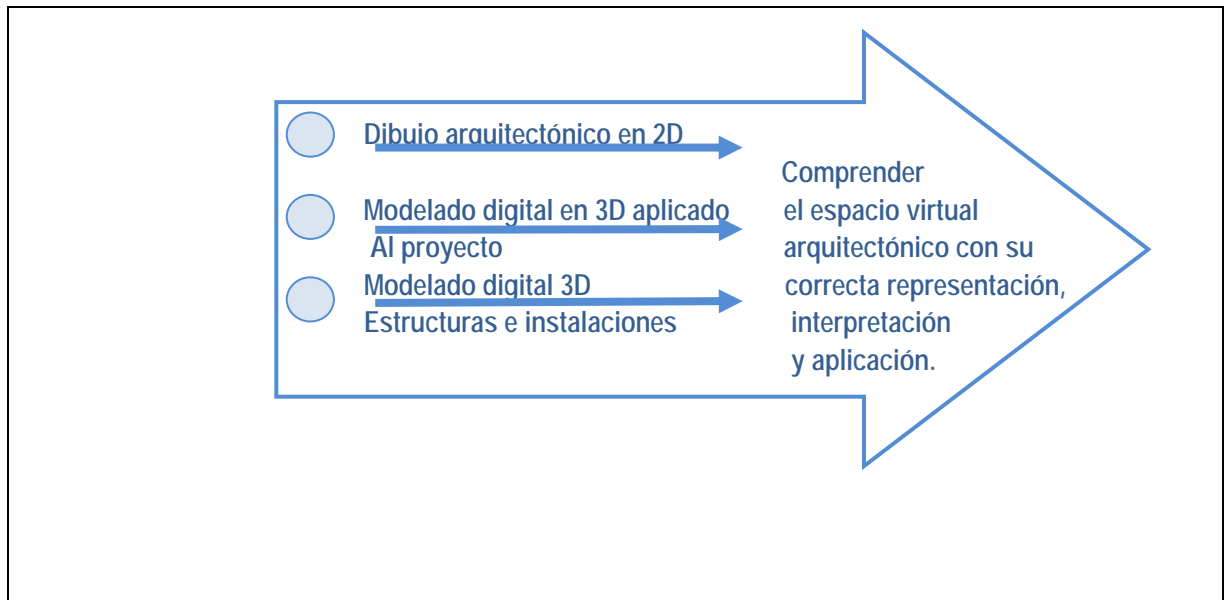 Dibujo arquitectónico en 2D
Modelado digital en 3D aplicado
Al proyecto
Modelado digital 3D
Estructuras e instalaciones
Comprender
el espacio virtual
arquitectónico con su
correcta representación,
interpretación
y aplicación.